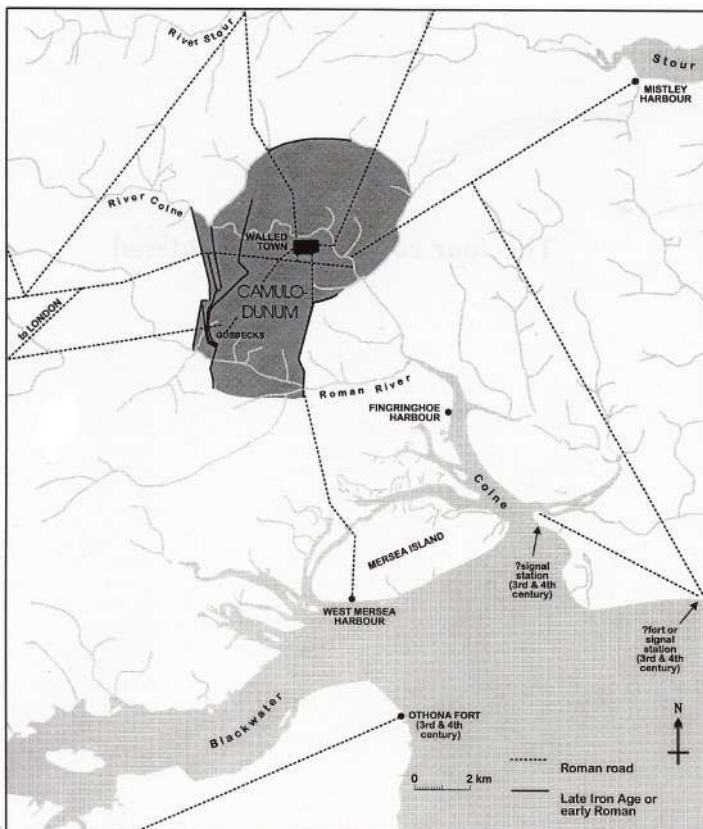 River Stour
Stour
MISTLEY
HARBOUR
River Colne
WALLED
TOWN
CAMULO-
DUNUM
to LONDON
GOSBECKS
Roman River
FINGRINGHOE
HARBOUR
Colne
MERSEA ISLAND
?signal
station
(3rd & 4th
century)
WEST MERSEA
HARBOUR
?fort or
signal
station
(3rd & 4th
century)
Blackwater
OTHONA FORT
(3rd & 4th
century)
N
0 2 km
Roman road
Late Iron Age or
early Roman